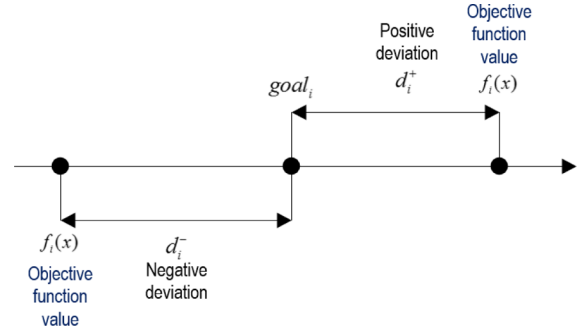 Objective
function
value
f_i(x)
Positive
deviation
d_i^+
goal_i
f_i(x)
Objective
function
value
d_i^-
Negative
deviation